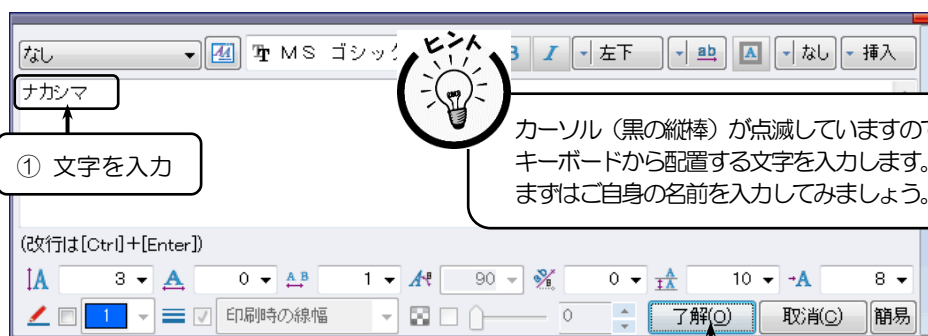 なし MS ゴシック B I 左下 ab A なし 挿入
ヒント
ナカシマ
① 文字を入力
カーソル（黒の縦棒）が点滅していますので
キーボードから配置する文字を入力します。
まずはご自身の名前を入力してみましょう。
(改行は[Ctrl]+[Enter])
3 0 1 90 0 10 8
1 印刷時の線幅 0 了解(O) 取消(C) 簡易